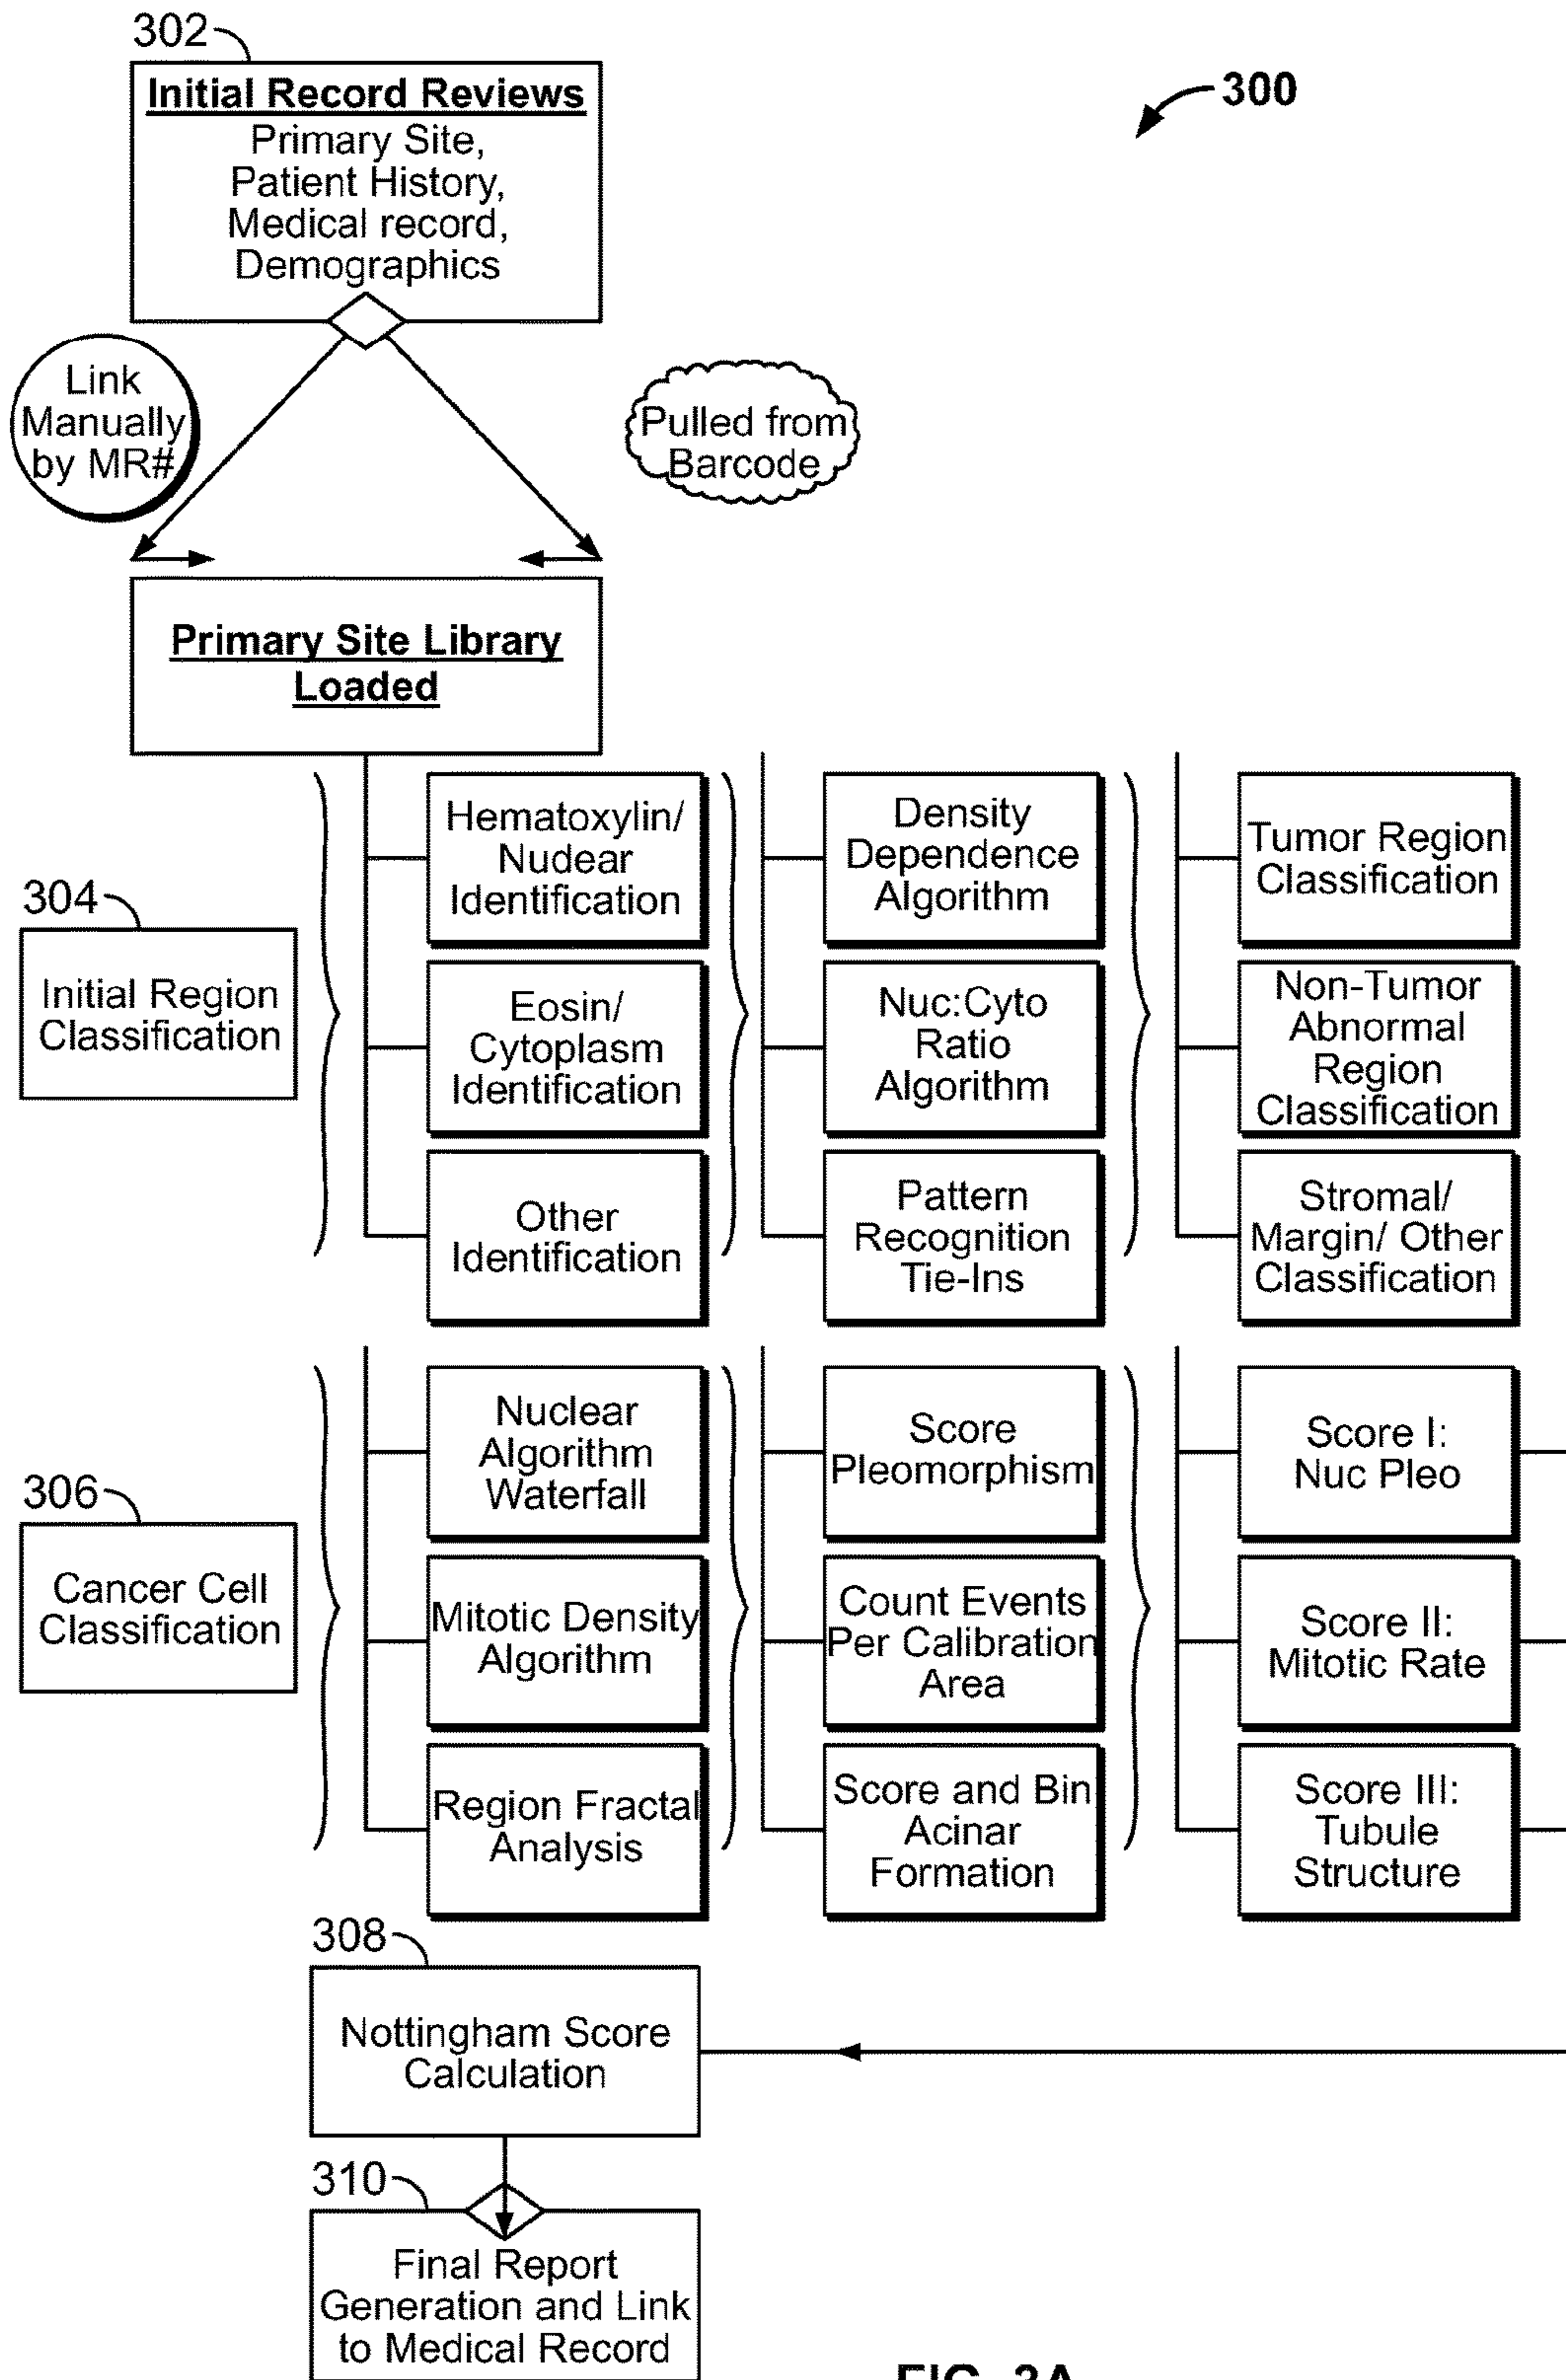 302
Initial Record Reviews
Primary Site,
Patient History,
Medical record,
Demographics
300
Link
Manually
by MR#
Pulled from
Barcode
Primary Site Library
Loaded
304
Initial Region
Classification
Hematoxylin/
Nudear
Identification
Eosin/
Cytoplasm
Identification
Other
Identification
Density
Dependence
Algorithm
Nuc:Cyto
Ratio
Algorithm
Pattern
Recognition
Tie-Ins
Tumor Region
Classification
Non-Tumor
Abnormal
Region
Classification
Stromal/
Margin/ Other
Classification
306
Cancer Cell
Classification
Nuclear
Algorithm
Waterfall
Mitotic Density
Algorithm
Region Fractal
Analysis
Score
Pleomorphism
Count Events
Per Calibration
Area
Score and Bin
Acinar
Formation
Score I:
Nuc Pleo
Score II:
Mitotic Rate
Score III:
Tubule
Structure
308
Nottingham Score
Calculation
310
Final Report
Generation and Link
to Medical Record
FIG. 3A